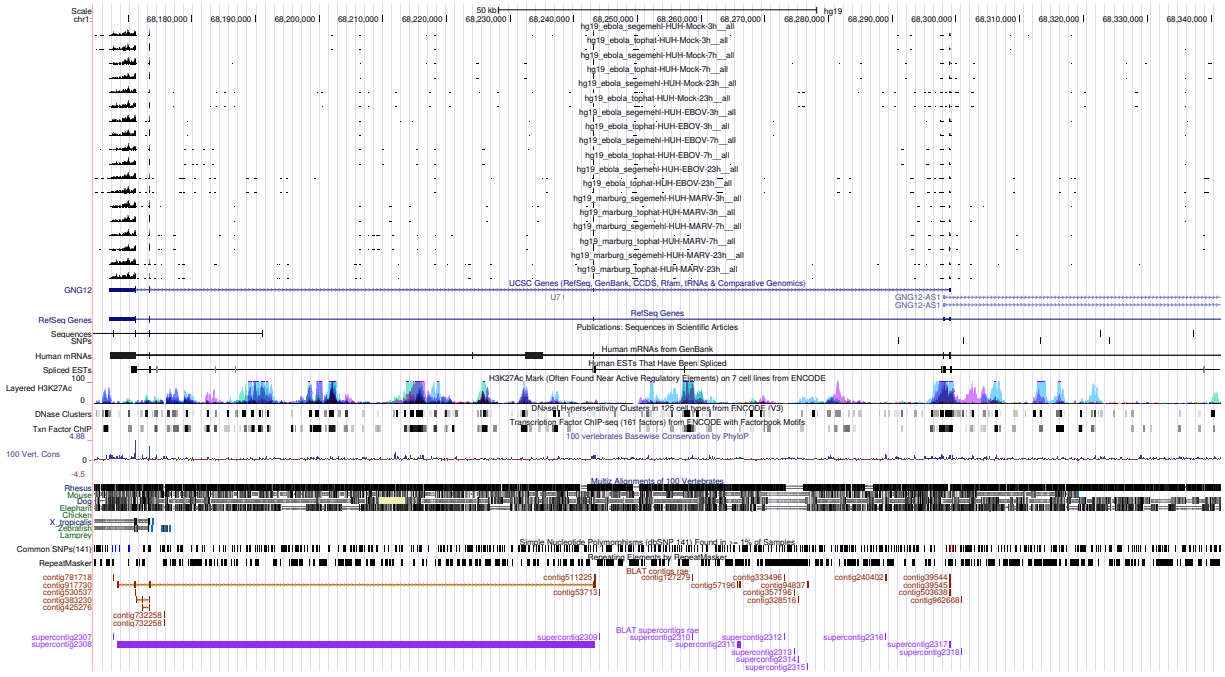 Scale 50 kb hg19
chr1: 68,180,000 68,190,000 68,200,000 68,210,000 68,220,000 68,230,000 68,240,000 68,250,000 68,260,000 68,270,000 68,280,000 68,290,000 68,300,000 68,310,000 68,320,000 68,330,000 68,340,000
hg19_ebola_segemehl-HUH-Mock-3h__all
hg19_ebola_tophat-HUH-Mock-3h__all
hg19_ebola_segemehl-HUH-Mock-7h__all
hg19_ebola_tophat-HUH-Mock-7h__all
hg19_ebola_segemehl-HUH-Mock-23h__all
hg19_ebola_tophat-HUH-Mock-23h__all
hg19_ebola_segemehl-HUH-EBOV-3h__all
hg19_ebola_tophat-HUH-EBOV-3h__all
hg19_ebola_segemehl-HUH-EBOV-7h__all
hg19_ebola_tophat-HUH-EBOV-7h__all
hg19_ebola_segemehl-HUH-EBOV-23h__all
hg19_ebola_tophat-HUH-EBOV-23h__all
hg19_marburg_segemehl-HUH-MARV-3h__all
hg19_marburg_tophat-HUH-MARV-3h__all
hg19_marburg_segemehl-HUH-MARV-7h__all
hg19_marburg_tophat-HUH-MARV-7h__all
hg19_marburg_segemehl-HUH-MARV-23h__all
hg19_marburg_tophat-HUH-MARV-23h__all
UCSC Genes (RefSeq, GenBank, CCDS, Rfam, tRNAs & Comparative Genomics)
GNG12
U7 GNG12-AS1
GNG12-AS1
RefSeq Genes
RefSeq Genes
Publications: Sequences in Scientific Articles
Sequences
SNPs
Human mRNAs from GenBank
Human mRNAs
Human ESTs That Have Been Spliced
Spliced ESTs
H3K27Ac Mark (Often Found Near Active Regulatory Elements) on 7 cell lines from ENCODE
100
Layered H3K27Ac
0
DNaseI Hypersensitivity Clusters in 125 cell types from ENCODE (V3)
DNase Clusters
Transcription Factor ChIP-seq (161 factors) from ENCODE with Factorbook Motifs
Txn Factor ChIP
100 vertebrates Basewise Conservation by PhyloP
4.88
100 Vert. Cons
0
-4.5
Multiz Alignments of 100 Vertebrates
Rhesus
Mouse
Dog
Elephant
Chicken
X_tropicalis
Zebrafish
Lamprey
Simple Nucleotide Polymorphisms (dbSNP 141) Found in >= 1% of Samples
Common SNPs(141)
Repeating Elements by RepeatMasker
RepeatMasker
BLAT contigs rae
contig781718 contig511225 contig127279 contig333496 contig240402 contig39544
contig917730 contig57196 contig94837 contig39545
contig530537 contig53713 contig357196 contig503638
contig383230 contig328516 contig962668
contig425276
contig732258
contig732258
BLAT supercontigs rae
supercontig2307 supercontig2309 supercontig2310 supercontig2312 supercontig2316
supercontig2308 supercontig2311 supercontig2317
supercontig2313 supercontig2318
supercontig2314
supercontig2315